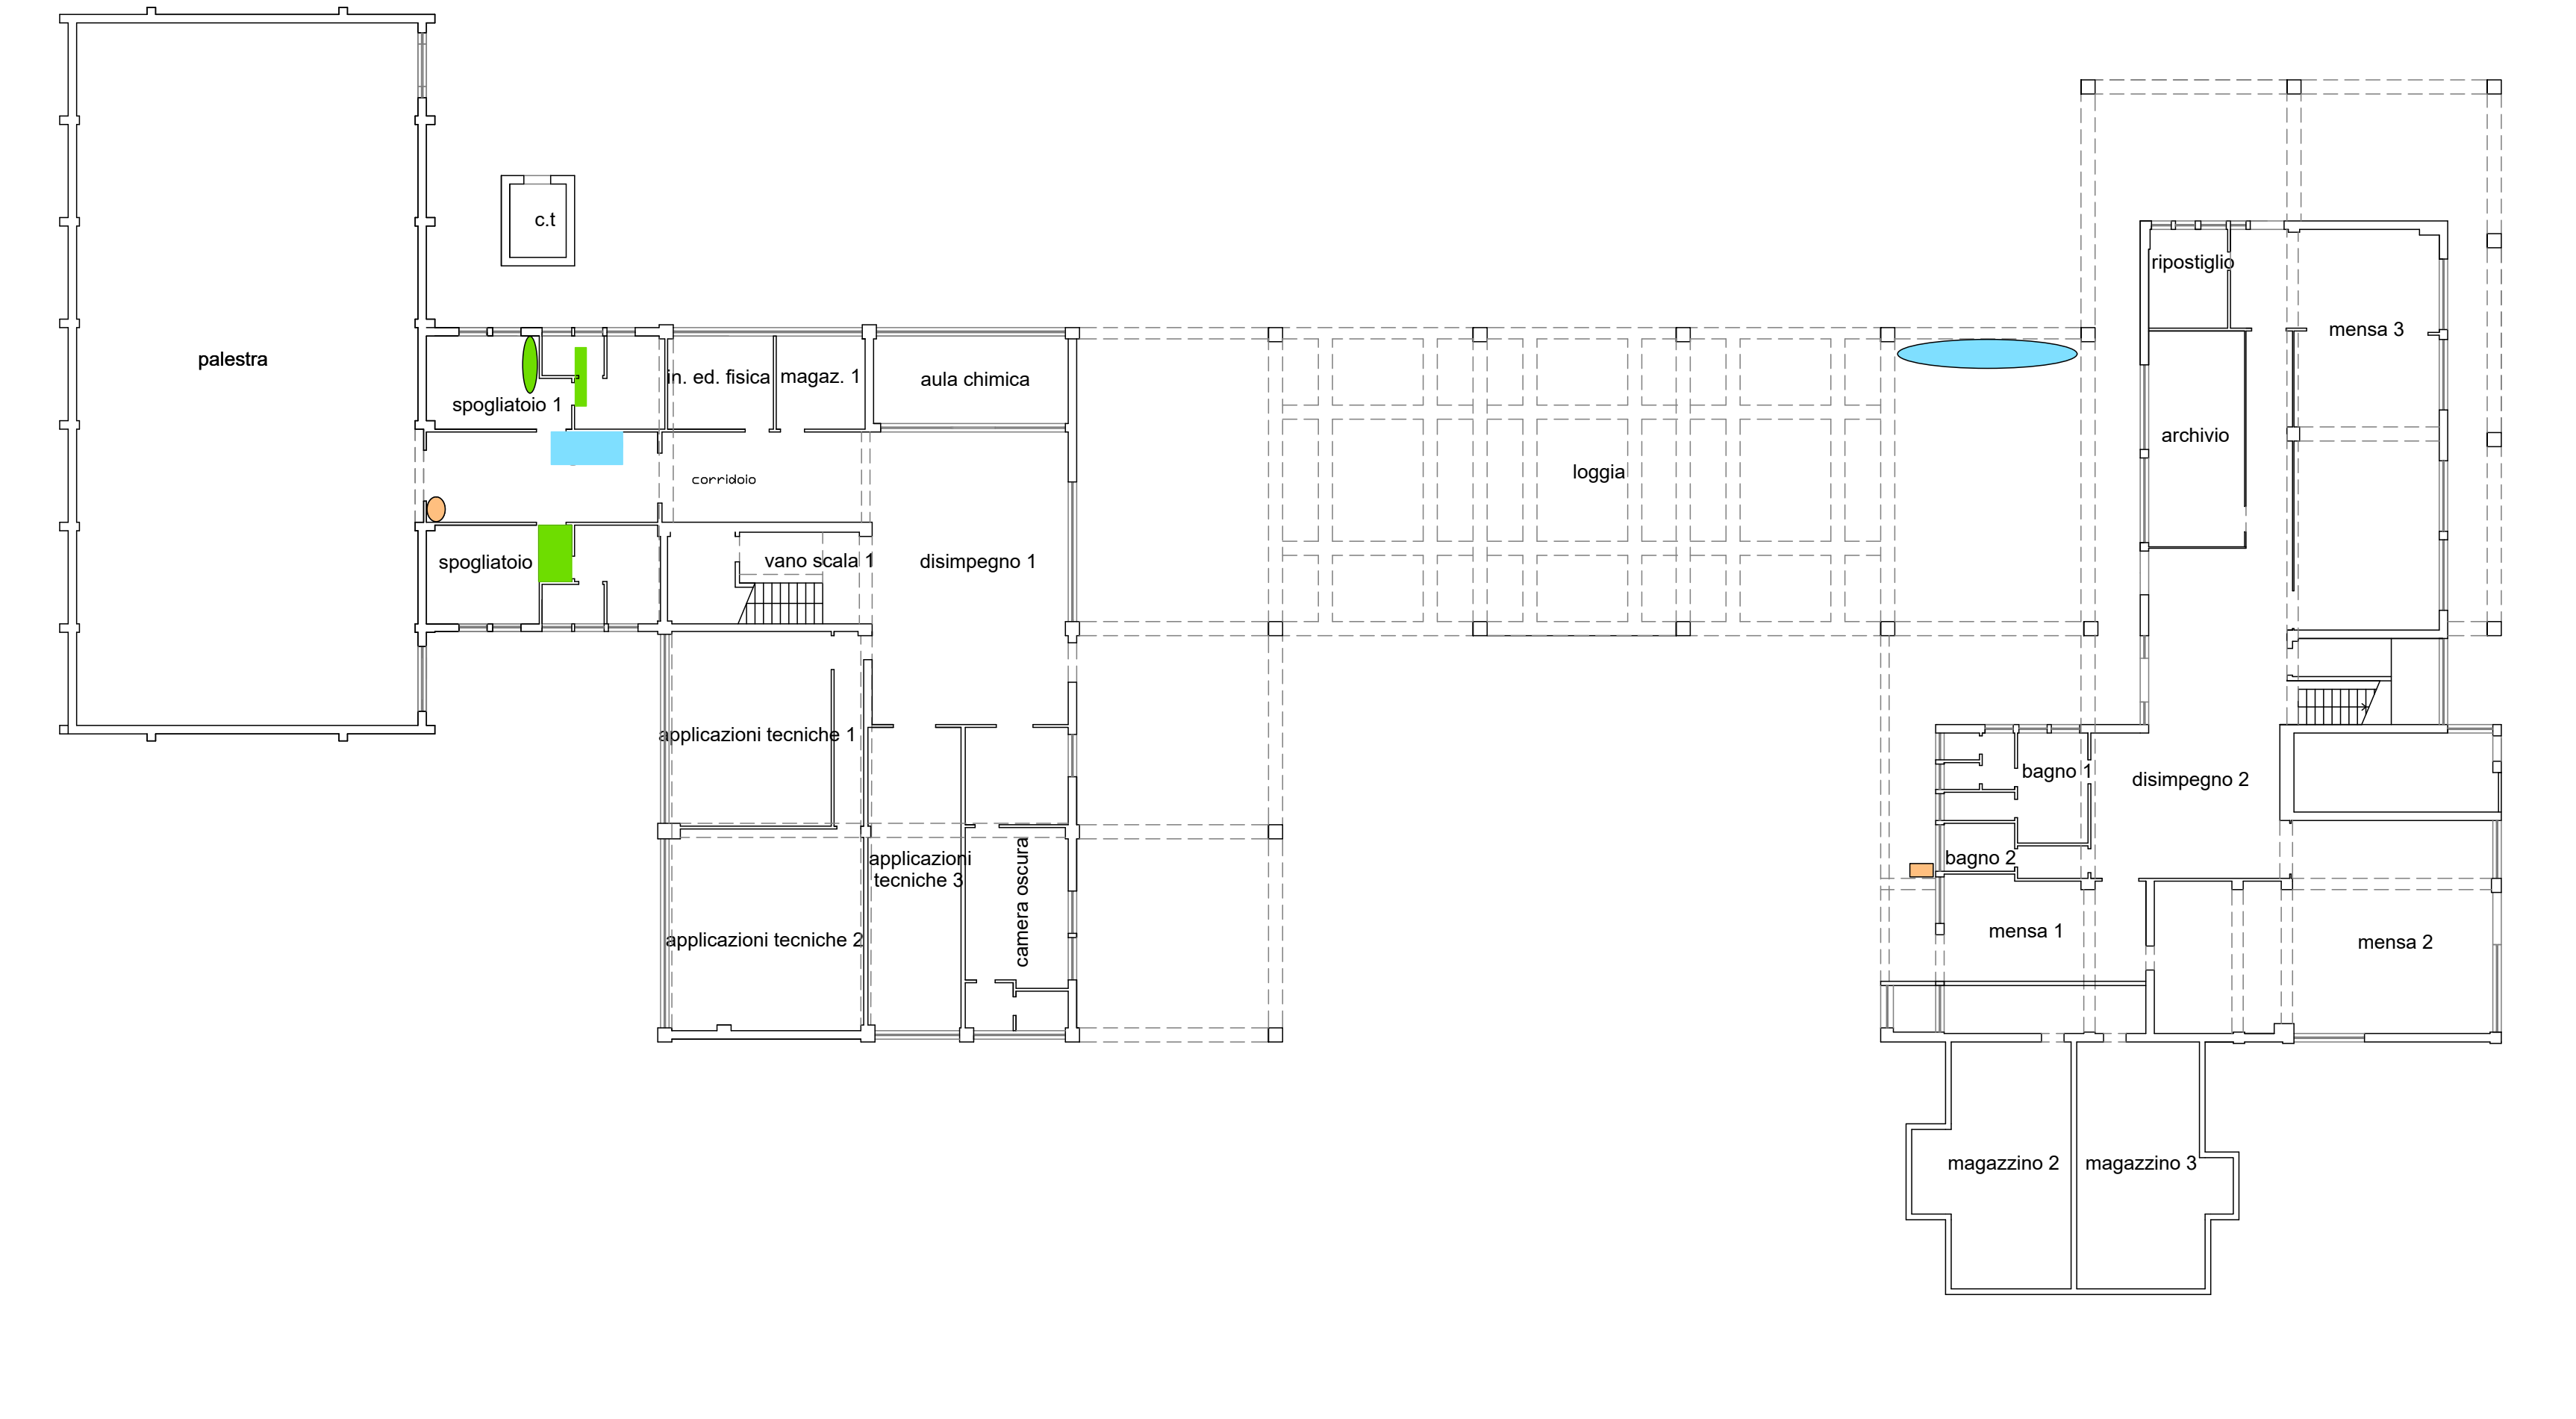 c.t
ripostiglio
mensa 3
palestra
in. ed. fisica
magaz. 1
aula chimica
spogliatoio 1
archivio
loggia
corridoio
spogliatoio
vano scala 1
disimpegno 1
applicazioni tecniche 1
bagno 1
disimpegno 2
applicazioni
tecniche 3
bagno 2
camera oscura
applicazioni tecniche 2
mensa 1
mensa 2
magazzino 2
magazzino 3